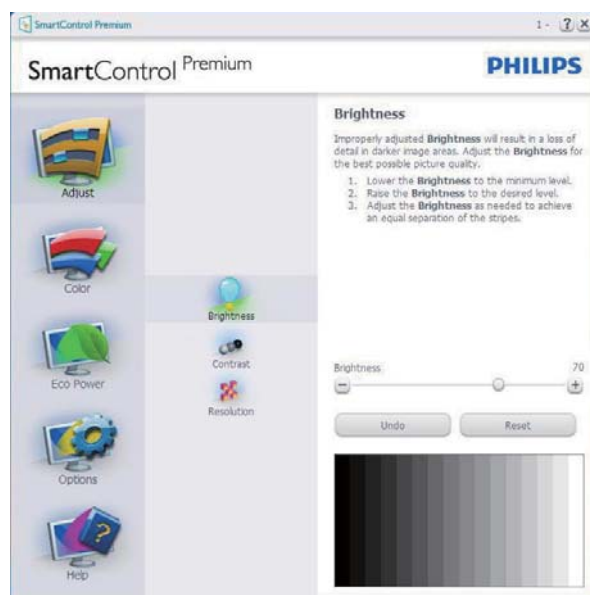 SmartControl Premium
1 - ? X
SmartControl Premium
PHILIPS
Adjust
Color
Eco Power
Options
Help
Brightness
Contrast
Resolution
Brightness
Improperly adjusted Brightness will result in a loss of
detail in darker image areas. Adjust the Brightness for
the best possible picture quality.
1. Lower the Brightness to the minimum level.
2. Raise the Brightness to the desired level.
3. Adjust the Brightness as needed to achieve
an equal separation of the stripes.
Brightness 70
Undo Reset